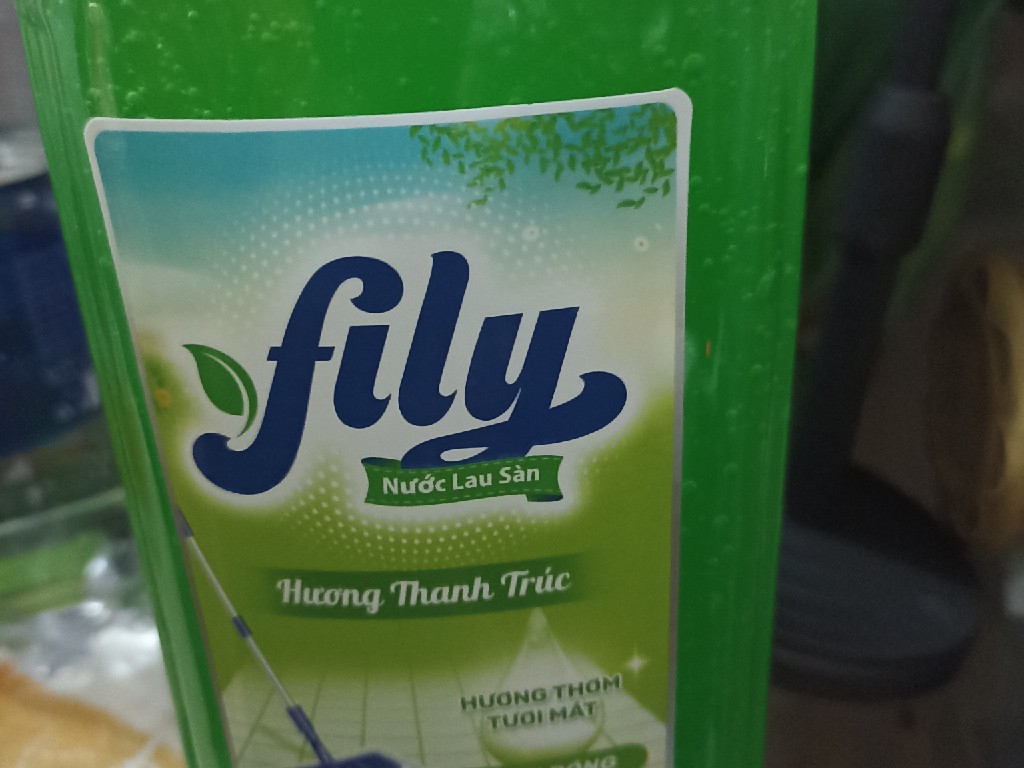 fily
Nước Lau Sàn
Hương Thanh Trúc
HƯƠNG THƠM
TƯƠI MÁT